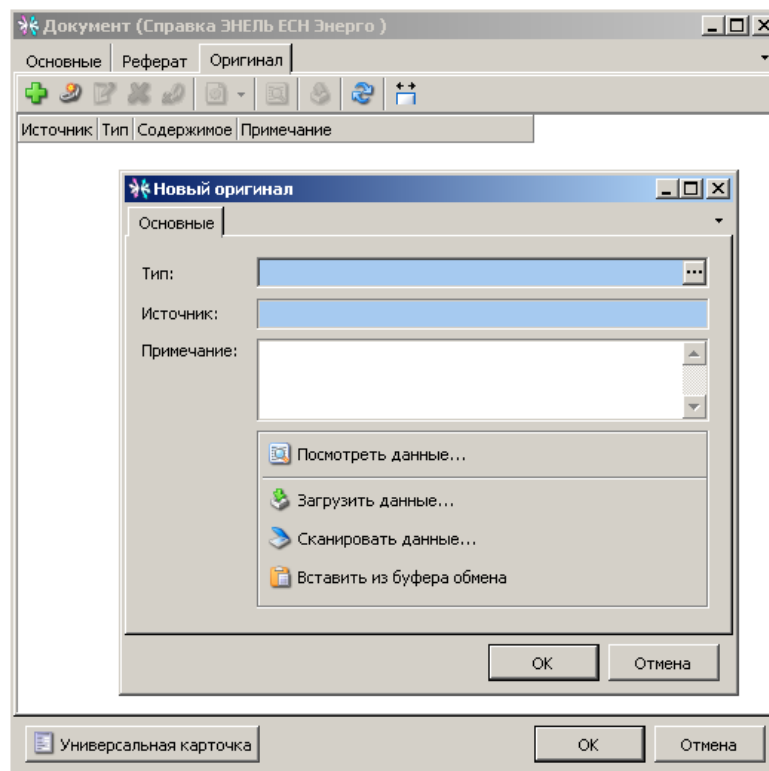 Документ (Справка ЭНЕЛЬ ЕСН Энерго )
Основные Реферат Оригинал
Источник Тип Содержимое Примечание
Новый оригинал
Основные
Тип:
Источник:
Примечание:
Посмотреть данные...
Загрузить данные...
Сканировать данные...
Вставить из буфера обмена
OK Отмена
Универсальная карточка OK Отмена